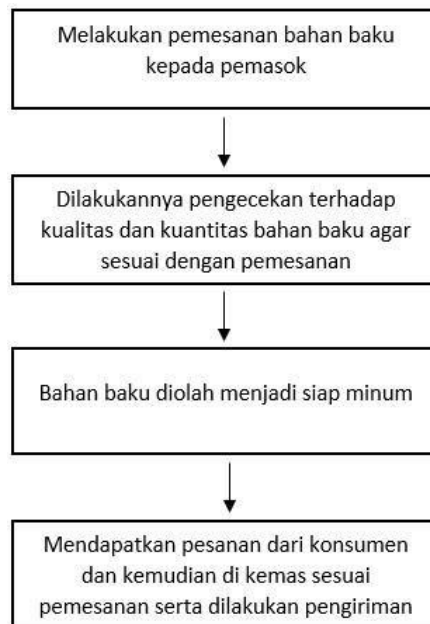 Melakukan pemesanan bahan baku
kepada pemasok
Dilakukannya pengecekan terhadap
kualitas dan kuantitas bahan baku agar
sesuai dengan pemesanan
Bahan baku diolah menjadi siap minum
Mendapatkan pesanan dari konsumen
dan kemudian di kemas sesuai
pemesanan serta dilakukan pengiriman